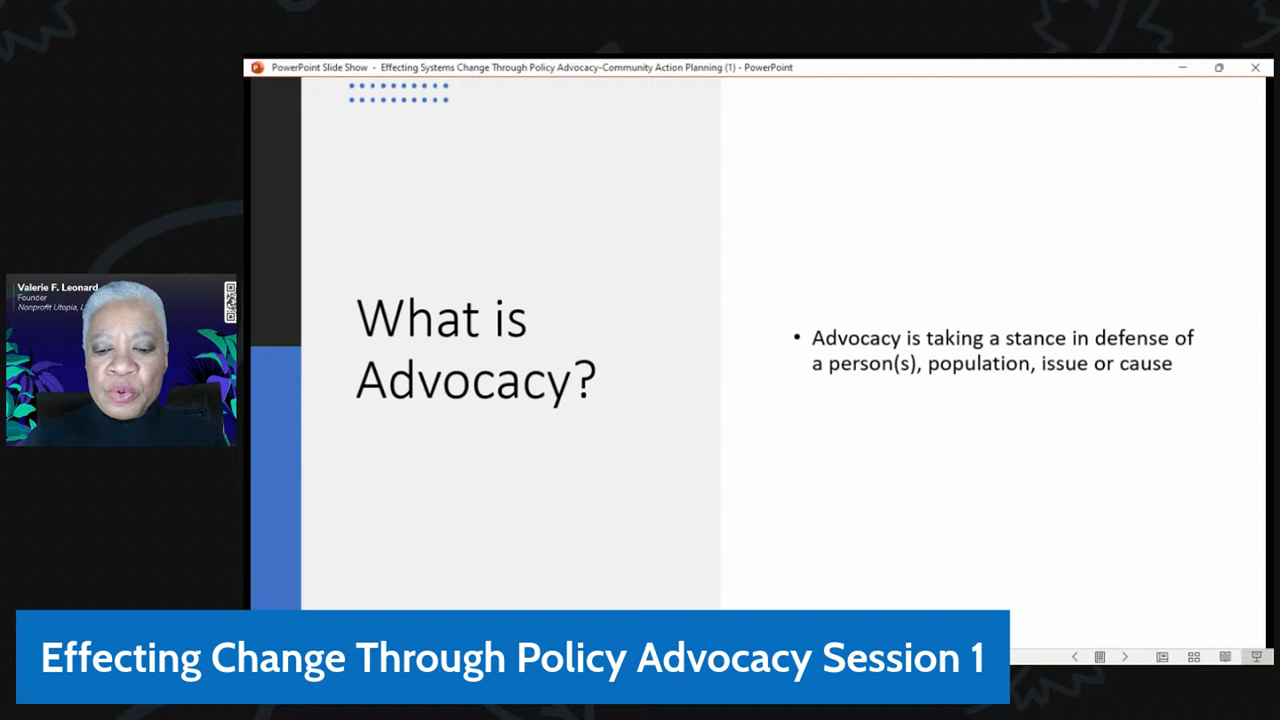 PowerPoint Slide Show - Effecting Systems Change Through Policy Advocacy-Community Action Planning (1) - PowerPoint
Valerie F. Leonard
Founder
Nonprofit Utopia,
What is
Advocacy?
• Advocacy is taking a stance in defense of
a person(s), population, issue or cause
Effecting Change Through Policy Advocacy Session 1